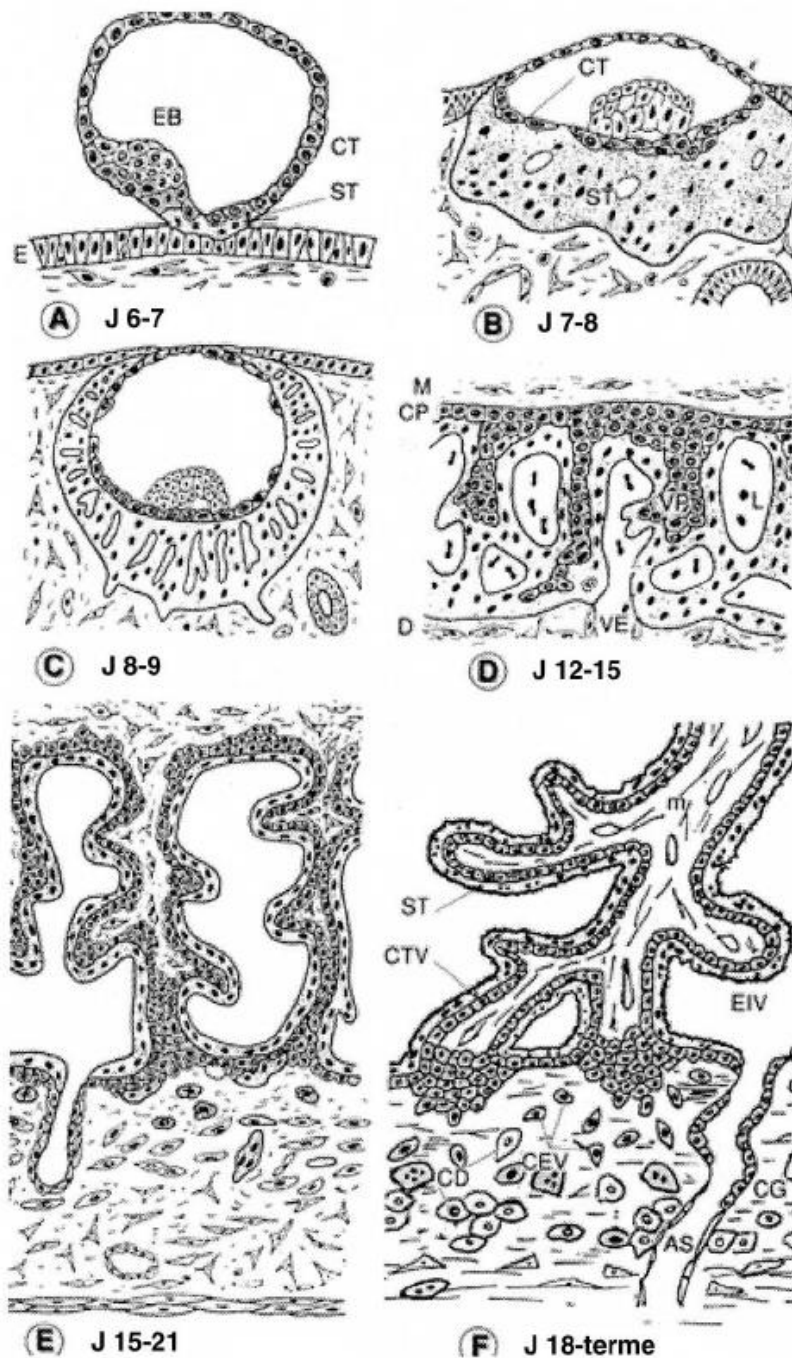 EB
CT
ST
E
A J 6-7
CT
ST
B J 7-8
C J 8-9
M
CP
VP
L
D
VE
D J 12-15
E J 15-21
m
ST
CTV
EIV
CD
CEV
CG
AS
F J 18-terme